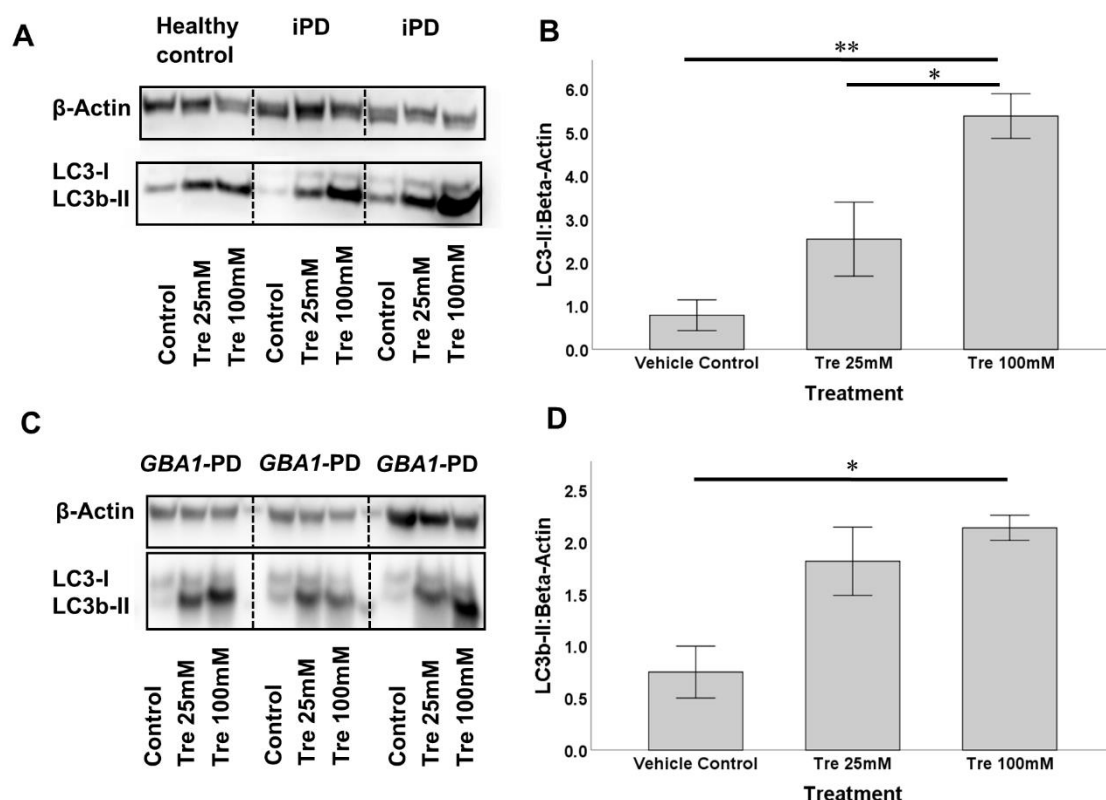 A
Healthy control
iPD
iPD
β-Actin
LC3-I
LC3b-II
Control
Tre 25mM
Tre 100mM
Control
Tre 25mM
Tre 100mM
Control
Tre 25mM
Tre 100mM
B
**
*
LC3-II:Beta-Actin
6.0
5.0
4.0
3.0
2.0
1.0
0.0
Vehicle Control
Tre 25mM
Tre 100mM
Treatment
C
GBA1-PD
GBA1-PD
GBA1-PD
β-Actin
LC3-I
LC3b-II
Control
Tre 25mM
Tre 100mM
Control
Tre 25mM
Tre 100mM
Control
Tre 25mM
Tre 100mM
D
*
LC3b-II:Beta-Actin
2.5
2.0
1.5
1.0
0.5
0.0
Vehicle Control
Tre 25mM
Tre 100mM
Treatment